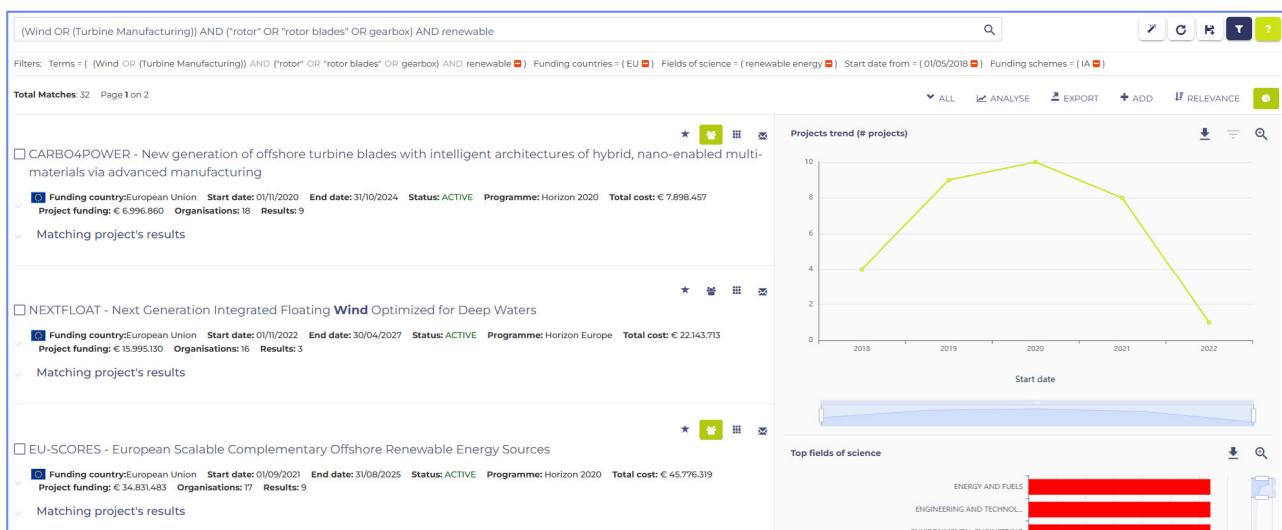 (Wind OR (Turbine Manufacturing)) AND ("rotor" OR "rotor blades" OR gearbox) AND renewable
?
Filters: Terms = ( (Wind OR (Turbine Manufacturing)) AND ("rotor" OR "rotor blades" OR gearbox) AND renewable ) Funding countries = ( EU ) Fields of science = ( renewable energy ) Start date from = ( 01/05/2018 ) Funding schemes = ( IA )
Total Matches: 32 Page 1 on 2
ALL ANALYSE EXPORT ADD RELEVANCE
CARBO4POWER - New generation of offshore turbine blades with intelligent architectures of hybrid, nano-enabled multi-
materials via advanced manufacturing
Funding country:European Union Start date: 01/11/2020 End date: 31/10/2024 Status: ACTIVE Programme: Horizon 2020 Total cost: € 7.898.457
Project funding: € 6.996.860 Organisations: 18 Results: 9
Matching project's results
NEXTFLOAT - Next Generation Integrated Floating Wind Optimized for Deep Waters
Funding country:European Union Start date: 01/11/2022 End date: 30/04/2027 Status: ACTIVE Programme: Horizon Europe Total cost: € 22.143.713
Project funding: € 15.995.130 Organisations: 16 Results: 3
Matching project's results
EU-SCORES - European Scalable Complementary Offshore Renewable Energy Sources
Funding country:European Union Start date: 01/09/2021 End date: 31/08/2025 Status: ACTIVE Programme: Horizon 2020 Total cost: € 45.776.319
Project funding: € 34.831.483 Organisations: 17 Results: 9
Matching project's results
Projects trend (# projects)
10
8
6
4
2
0
2018 2019 2020 2021 2022
Start date
Top fields of science
ENERGY AND FUELS
ENGINEERING AND TECHNOL...